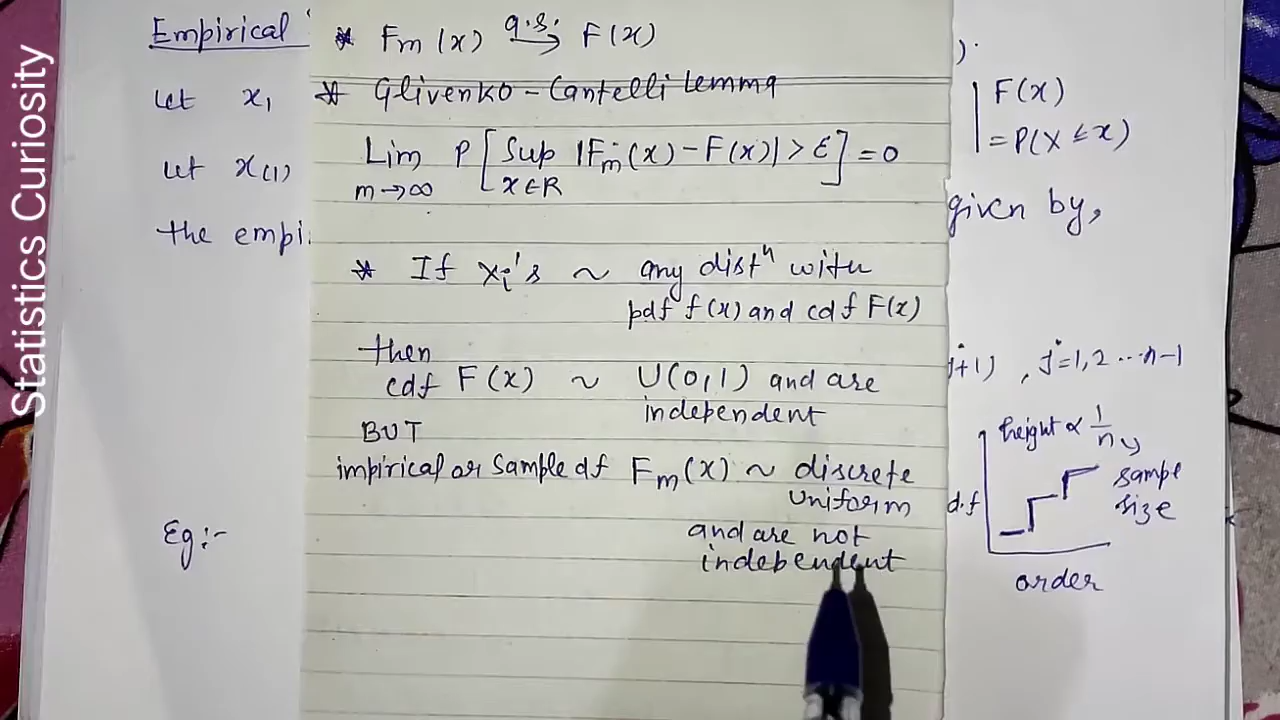 Statistics Curiosity
Empirical
Let x₁
Let x(1)
the empi
Eg:-
* Fm (x) a.s.→ F(x)
* Glivenko-Cantelli Lemma
Lim m→∞ P [Sup x∈R |Fm(x) - F(x)| > ε] = 0
* If xi's ~ any distⁿ with
pdf f(x) and cdf F(x)
then
cdf F(x) ~ U(0,1) and are
independent
BUT
impirical or Sample df Fm(x) ~ discrete
Uniform
and are not
independent
).
F(x)
= P(X ≤ x)
given by,
j+1) , j=1,2 ... n-1
height ∝ 1/n
sampe
size
d.f
order